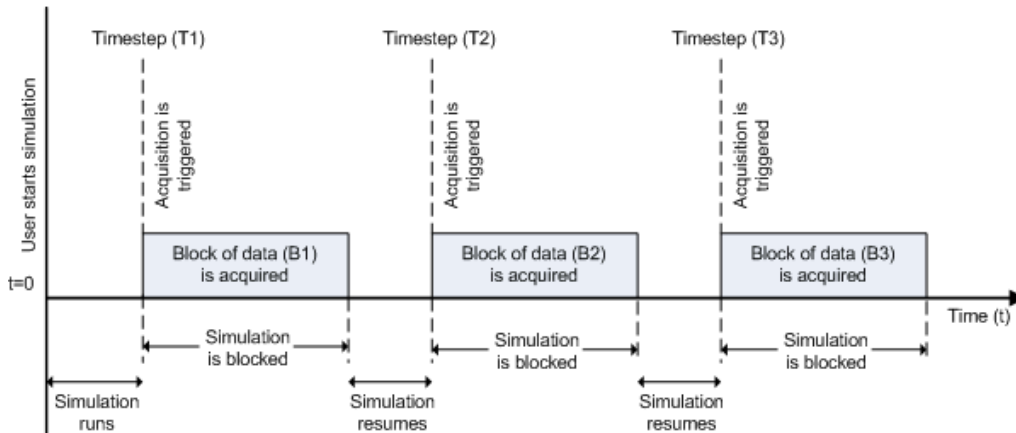 Timestep (T1)
Timestep (T2)
Timestep (T3)
User starts simulation
Acquisition is
triggered
Acquisition is
triggered
Acquisition is
triggered
Block of data (B1)
is acquired
Block of data (B2)
is acquired
Block of data (B3)
is acquired
t=0
Time (t)
Simulation
is blocked
Simulation
is blocked
Simulation
is blocked
Simulation
runs
Simulation
resumes
Simulation
resumes